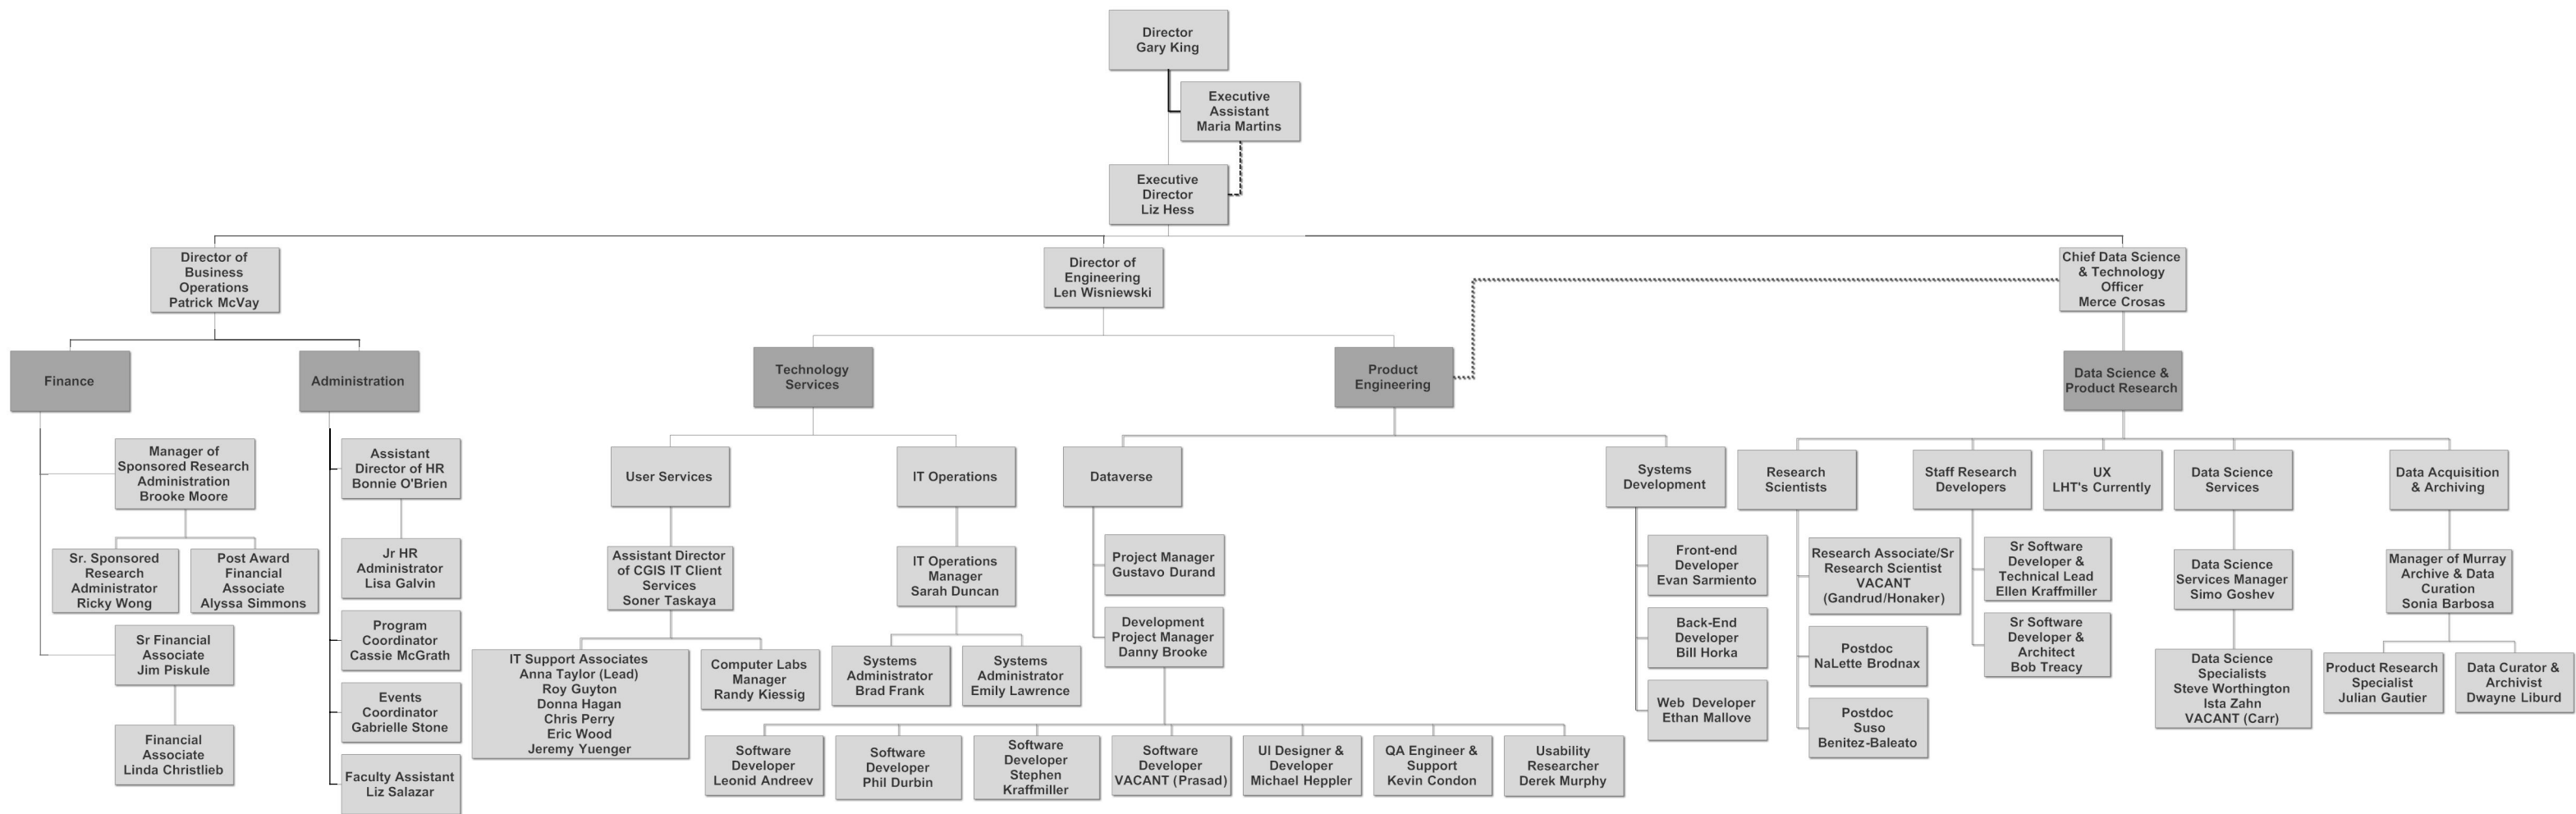 Director
Gary King
Executive
Assistant
Maria Martins
Executive
Director
Liz Hess
Director of
Business
Operations
Patrick McVay
Director of
Engineering
Len Wisniewski
Chief Data Science
& Technology
Officer
Merce Crosas
Finance
Administration
Technology
Services
Product
Engineering
Data Science &
Product Research
Manager of
Sponsored Research
Administration
Brooke Moore
Sr. Sponsored
Research
Administrator
Ricky Wong
Post Award
Financial
Associate
Alyssa Simmons
Sr Financial
Associate
Jim Piskule
Financial
Associate
Linda Christlieb
Assistant
Director of HR
Bonnie O'Brien
Jr HR
Administrator
Lisa Galvin
Program
Coordinator
Cassie McGrath
Events
Coordinator
Gabrielle Stone
Faculty Assistant
Liz Salazar
User Services
Assistant Director
of CGIS IT Client
Services
Soner Taskaya
IT Support Associates
Anna Taylor (Lead)
Roy Guyton
Donna Hagan
Chris Perry
Eric Wood
Jeremy Yuenger
Computer Labs
Manager
Randy Kiessig
IT Operations
IT Operations
Manager
Sarah Duncan
Systems
Administrator
Brad Frank
Systems
Administrator
Emily Lawrence
Dataverse
Project Manager
Gustavo Durand
Development
Project Manager
Danny Brooke
Software
Developer
Leonid Andreev
Software
Developer
Phil Durbin
Software
Developer
Stephen
Kraffmiller
Software
Developer
VACANT (Prasad)
UI Designer &
Developer
Michael Heppler
QA Engineer &
Support
Kevin Condon
Usability
Researcher
Derek Murphy
Systems
Development
Front-end
Developer
Evan Sarmiento
Back-End
Developer
Bill Horka
Web  Developer
Ethan Mallove
Research
Scientists
Research Associate/Sr
Research Scientist
VACANT
(Gandrud/Honaker)
Postdoc
NaLette Brodnax
Postdoc
Suso
Benitez-Baleato
Staff Research
Developers
Sr Software
Developer &
Technical Lead
Ellen Kraffmiller
Sr Software
Developer &
Architect
Bob Treacy
UX
LHT's Currently
Data Science
Services
Data Science
Services Manager
Simo Goshev
Data Science
Specialists
Steve Worthington
Ista Zahn
VACANT (Carr)
Data Acquisition
& Archiving
Manager of Murray
Archive & Data
Curation
Sonia Barbosa
Product Research
Specialist
Julian Gautier
Data Curator &
Archivist
Dwayne Liburd